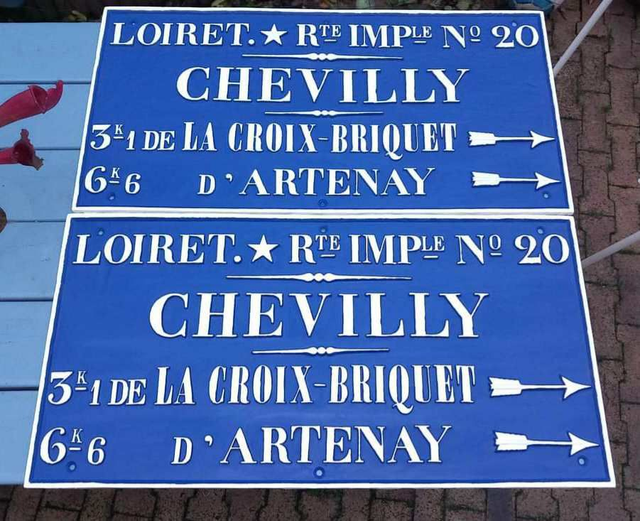 LOIRET. ★ RTE IMPLE NO 20
CHEVILLY
3K1 DE LA CROIX-BRIQUET
6K6 D'ARTENAY
LOIRET. ★ RTE IMPLE NO 20
CHEVILLY
3K1 DE LA CROIX-BRIQUET
6K6 D'ARTENAY